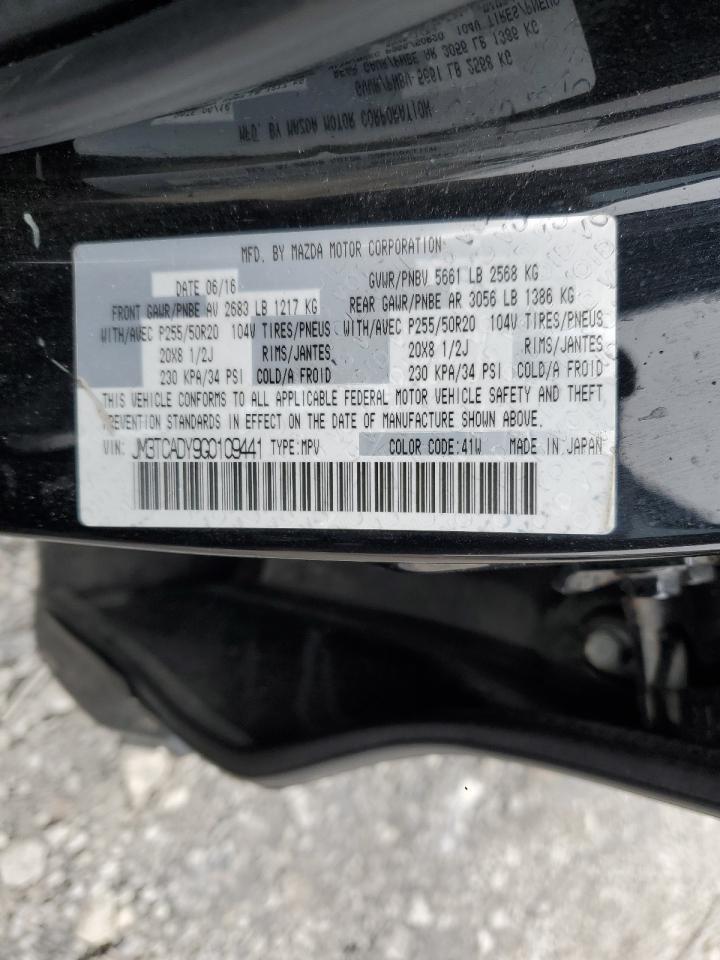 MFD. BY MAZDA MOTOR CORPORATION
DATE 06/16 GVWR/PNBV 5661 LB 2568 KG
FRONT GAWR/PNBE AV 2683 LB 1217 KG REAR GAWR/PNBE AR 3056 LB 1386 KG
WITH/AVEC P255/50R20 104V TIRES/PNEUS WITH/AVEC P255/50R20 104V TIRES/PNEUS
20X8 1/2J RIMS/JANTES 20X8 1/2J RIMS/JANTES
230 KPA/34 PSI COLD/A FROID 230 KPA/34 PSI COLD/A FROID
THIS VEHICLE CONFORMS TO ALL APPLICABLE FEDERAL MOTOR VEHICLE SAFETY AND THEFT
PREVENTION STANDARDS IN EFFECT ON THE DATE OF MANUFACTURE SHOWN ABOVE.
VIN: JM3TCADY9G0109441 TYPE:MPV COLOR CODE:41W MADE IN JAPAN